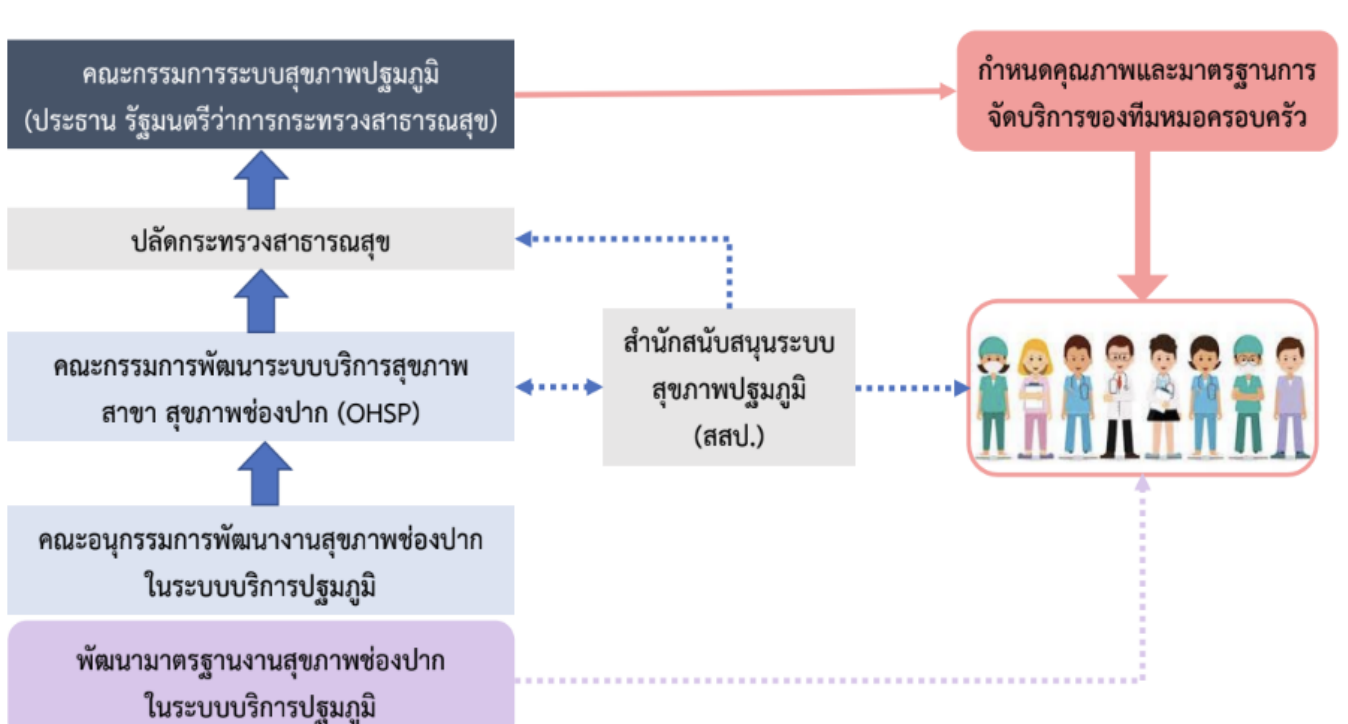 คณะกรรมการระบบสุขภาพปฐมภูมิ
(ประธาน รัฐมนตรีว่าการกระทรวงสาธารณสุข)
กำหนดคุณภาพและมาตรฐานการ
จัดบริการของทีมหมอครอบครัว
ปลัดกระทรวงสาธารณสุข
คณะกรรมการพัฒนาระบบบริการสุขภาพ
สาขา สุขภาพช่องปาก (OHSP)
สำนักสนับสนุนระบบ
สุขภาพปฐมภูมิ
(สสป.)
คณะอนุกรรมการพัฒนางานสุขภาพช่องปาก
ในระบบบริการปฐมภูมิ
พัฒนามาตรฐานงานสุขภาพช่องปาก
ในระบบบริการปฐมภูมิ